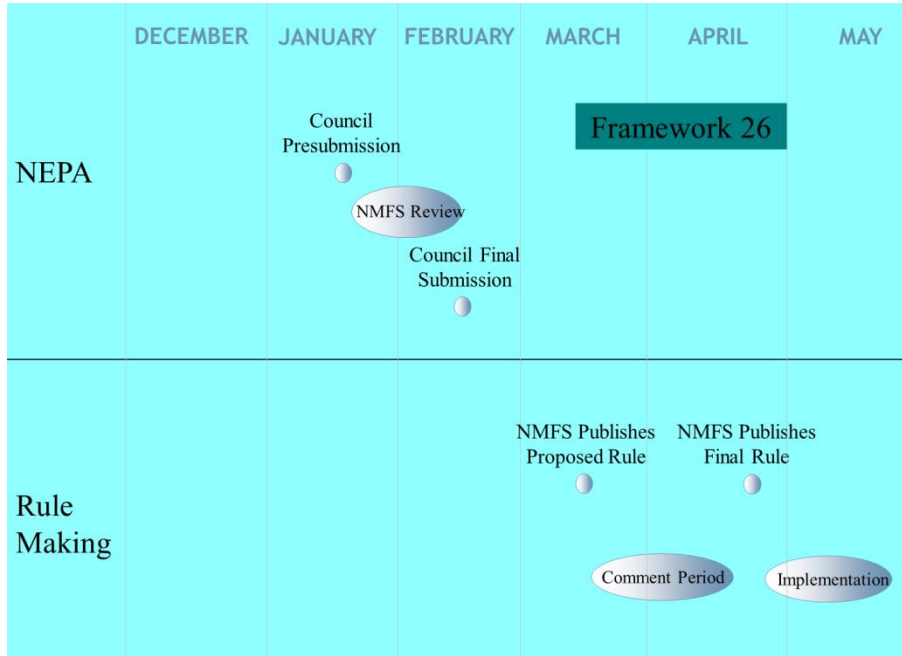 DECEMBER JANUARY FEBRUARY MARCH APRIL MAY
Framework 26
Council
Presubmission
NEPA
NMFS Review
Council Final
Submission
NMFS Publishes
Proposed Rule
NMFS Publishes
Final Rule
Rule
Making
Comment Period
Implementation